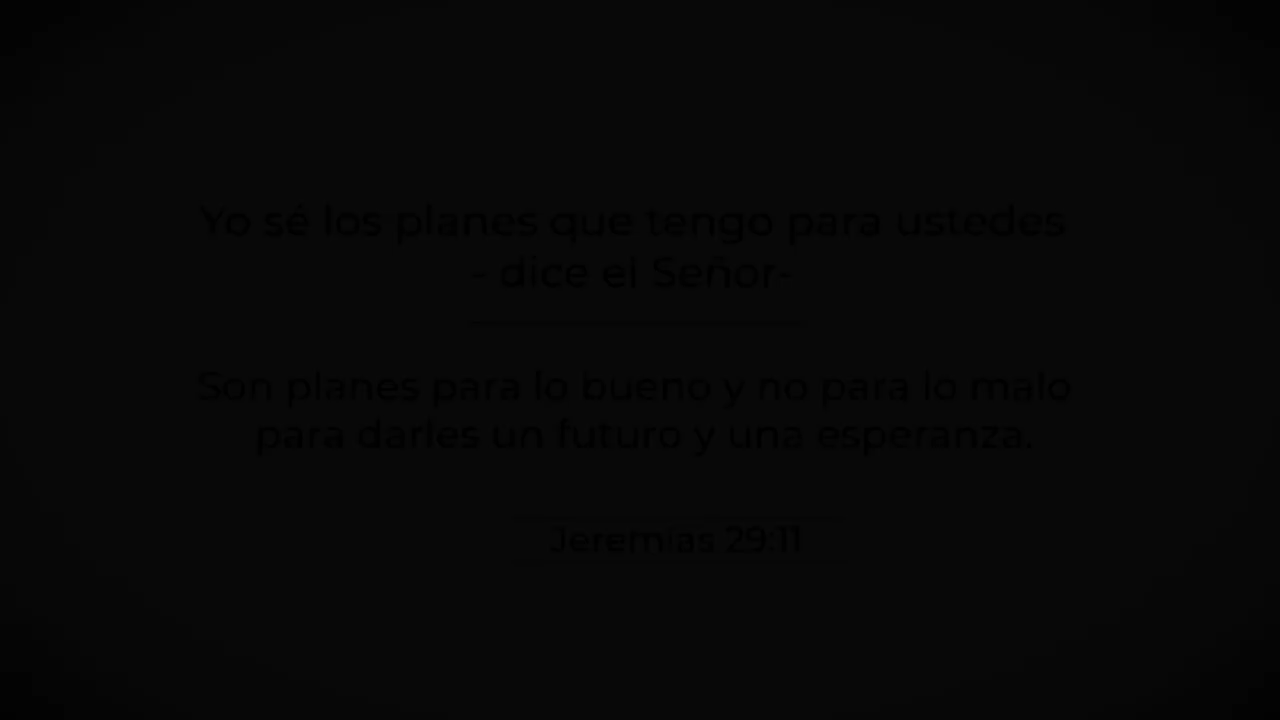 Yo sé los planes que tengo para ustedes
- dice el Señor-
Son planes para lo bueno y no para lo malo
para darles un futuro y una esperanza.
Jeremías 29:11